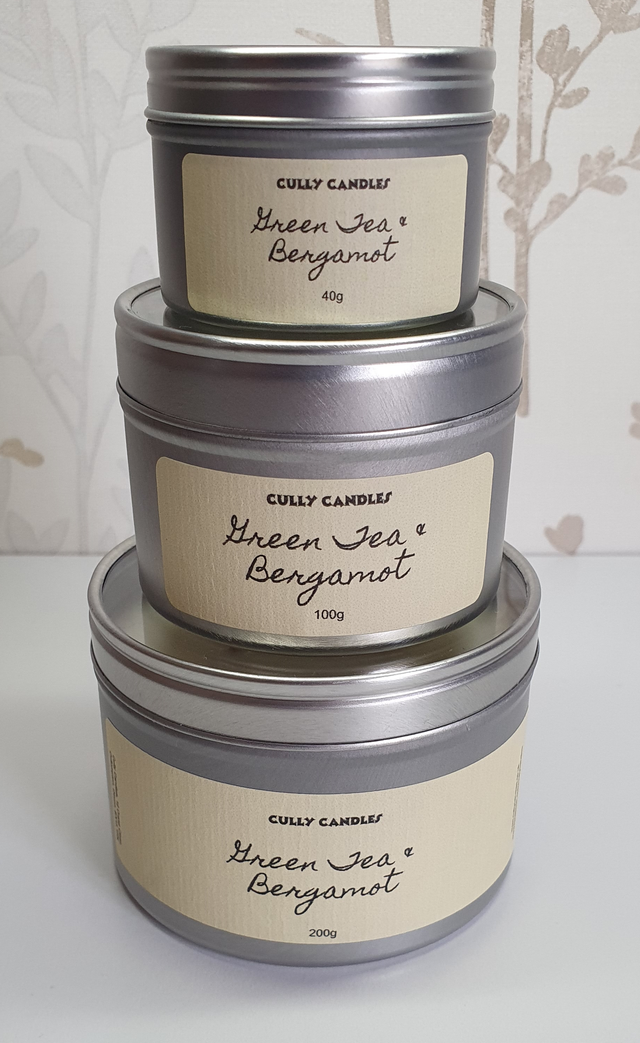 CULLY CANDLES
Green Tea &
Bergamot
40g
CULLY CANDLES
Green Tea &
Bergamot
100g
CULLY CANDLES
Green Tea &
Bergamot
200g